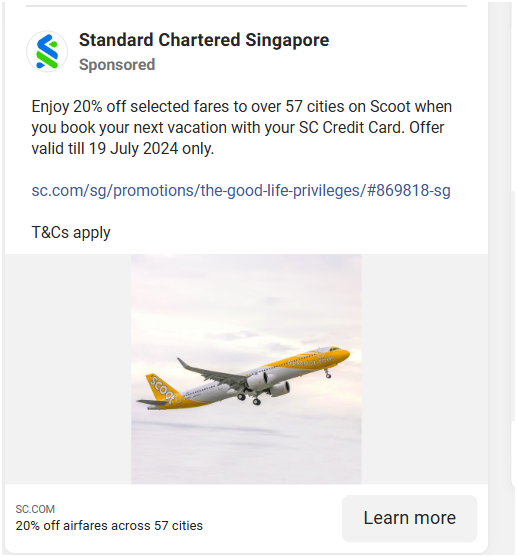 Standard Chartered Singapore
Sponsored
Enjoy 20% off selected fares to over 57 cities on Scoot when
you book your next vacation with your SC Credit Card. Offer
valid till 19 July 2024 only.
sc.com/sg/promotions/the-good-life-privileges/#869818-sg
T&Cs apply
scoot
SC.COM
20% off airfares across 57 cities
Learn more